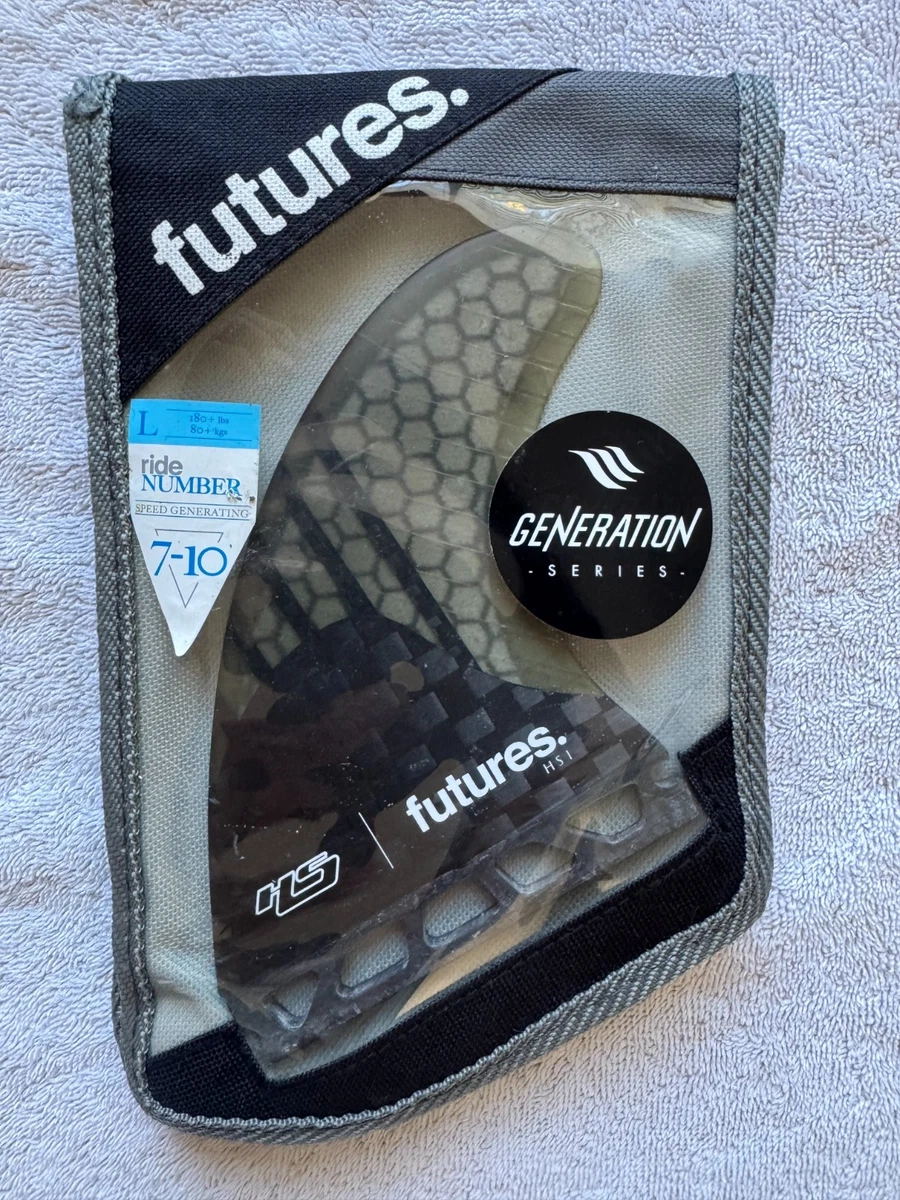 futures.
L
180+ lbs
80+ kgs
ride
NUMBER
SPEED GENERATING
7-10
GENERATION
- SERIES -
futures.
HS1
HS